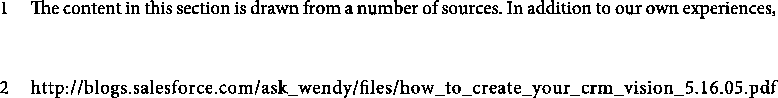 1 The content in this section is drawn from a number of sources. In addition to our own experiences,
2 http://blogs.salesforce.com/ask_wendy/files/how_to_create_your_crm_vision_5.16.05.pdf